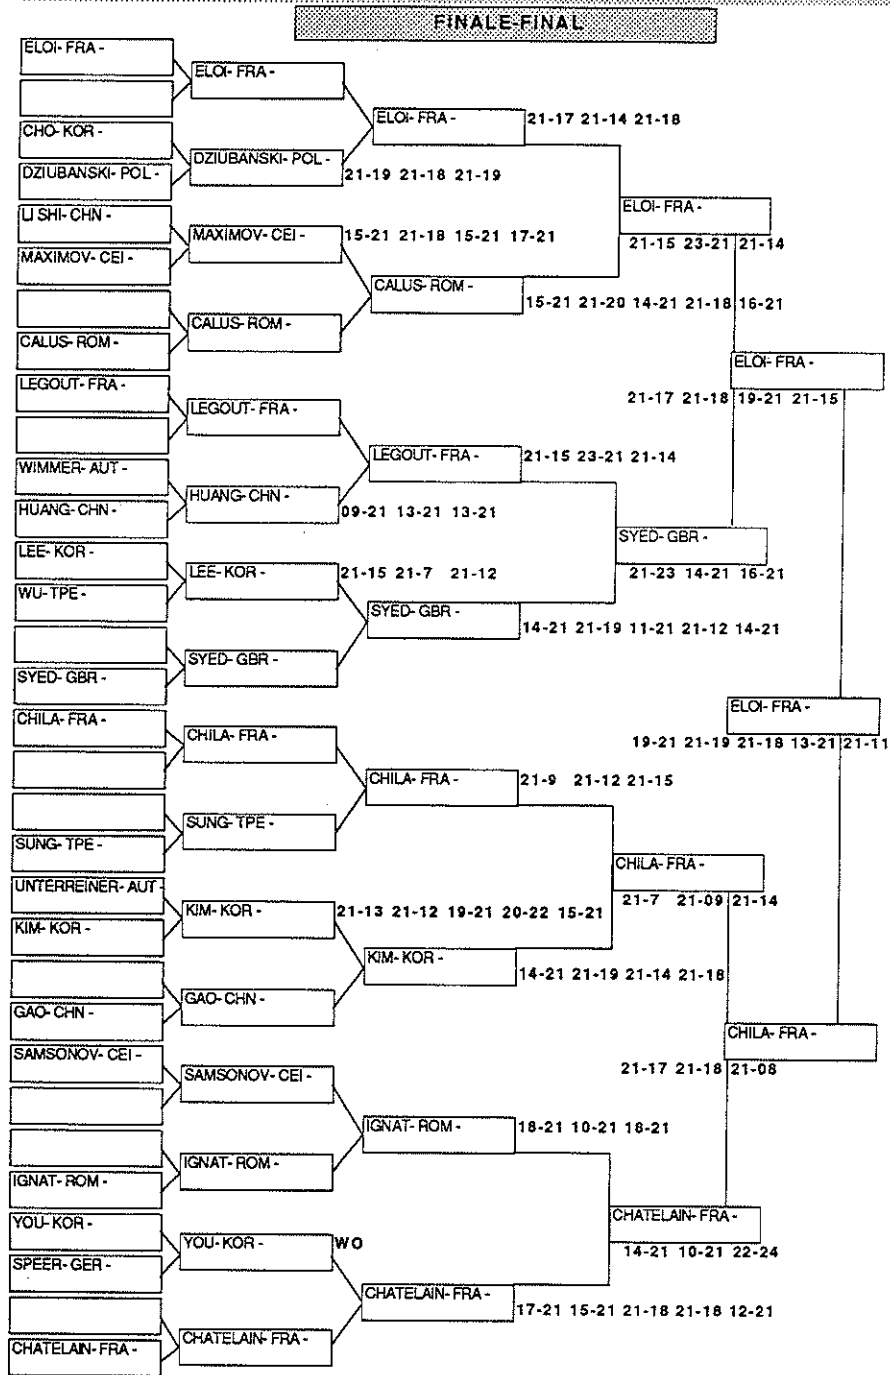 FINALE-FINAL
ELOI- FRA -
ELOI- FRA -
ELOI- FRA - 21-17 21-14 21-18
CHO- KOR -
DZIUBANSKI- POL - 21-19 21-18 21-19
DZIUBANSKI- POL -
ELOI- FRA -
21-15 23-21 21-14
LI SHI- CHN -
MAXIMOV- CEI - 15-21 21-18 15-21 17-21
MAXIMOV- CEI -
CALUS- ROM - 15-21 21-20 14-21 21-18 16-21
CALUS- ROM -
CALUS- ROM -
ELOI- FRA -
21-17 21-18 19-21 21-15
LEGOUT- FRA -
LEGOUT- FRA -
LEGOUT- FRA - 21-15 23-21 21-14
WIMMER- AUT -
HUANG- CHN - 09-21 13-21 13-21
HUANG- CHN -
SYED- GBR -
21-23 14-21 16-21
LEE- KOR -
LEE- KOR - 21-15 21-7 21-12
WU- TPE -
SYED- GBR - 14-21 21-19 11-21 21-12 14-21
SYED- GBR -
SYED- GBR -
ELOI- FRA -
19-21 21-19 21-18 13-21 21-11
CHILA- FRA -
CHILA- FRA -
CHILA- FRA - 21-9 21-12 21-15
SUNG- TPE -
SUNG- TPE -
CHILA- FRA -
21-7 21-09 21-14
UNTERREINER- AUT -
KIM- KOR - 21-13 21-12 19-21 20-22 15-21
KIM- KOR -
KIM- KOR - 14-21 21-19 21-14 21-18
GAO- CHN -
GAO- CHN -
CHILA- FRA -
21-17 21-18 21-08
SAMSONOV- CEI -
SAMSONOV- CEI -
IGNAT- ROM - 18-21 10-21 18-21
IGNAT- ROM -
IGNAT- ROM -
CHATELAIN- FRA -
14-21 10-21 22-24
YOU- KOR -
YOU- KOR - WO
SPEER- GER -
CHATELAIN- FRA - 17-21 15-21 21-18 21-18 12-21
CHATELAIN- FRA -
CHATELAIN- FRA -